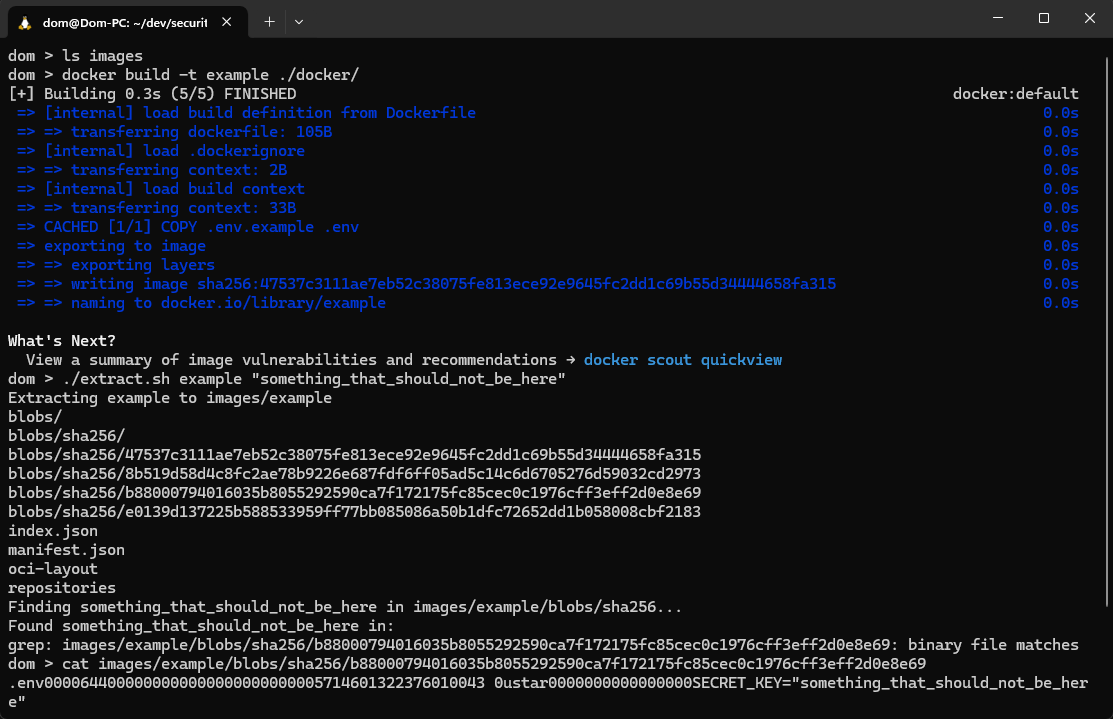 dom@Dom-PC: ~/dev/securit
dom > ls images
dom > docker build -t example ./docker/
[+] Building 0.3s (5/5) FINISHED docker:default
=> [internal] load build definition from Dockerfile 0.0s
=> => transferring dockerfile: 105B 0.0s
=> [internal] load .dockerignore 0.0s
=> => transferring context: 2B 0.0s
=> [internal] load build context 0.0s
=> => transferring context: 33B 0.0s
=> CACHED [1/1] COPY .env.example .env 0.0s
=> exporting to image 0.0s
=> => exporting layers 0.0s
=> => writing image sha256:47537c3111ae7eb52c38075fe813ece92e9645fc2dd1c69b55d34444658fa315 0.0s
=> => naming to docker.io/library/example 0.0s
What's Next?
View a summary of image vulnerabilities and recommendations → docker scout quickview
dom > ./extract.sh example "something_that_should_not_be_here"
Extracting example to images/example
blobs/
blobs/sha256/
blobs/sha256/47537c3111ae7eb52c38075fe813ece92e9645fc2dd1c69b55d34444658fa315
blobs/sha256/8b519d58d4c8fc2ae78b9226e687fdf6ff05ad5c14c6d6705276d59032cd2973
blobs/sha256/b88000794016035b8055292590ca7f172175fc85cec0c1976cff3eff2d0e8e69
blobs/sha256/e0139d137225b588533959ff77bb085086a50b1dfc72652dd1b058008cbf2183
index.json
manifest.json
oci-layout
repositories
Finding something_that_should_not_be_here in images/example/blobs/sha256...
Found something_that_should_not_be_here in:
grep: images/example/blobs/sha256/b88000794016035b8055292590ca7f172175fc85cec0c1976cff3eff2d0e8e69: binary file matches
dom > cat images/example/blobs/sha256/b88000794016035b8055292590ca7f172175fc85cec0c1976cff3eff2d0e8e69
.env0000644000000000000000000000005714601322376010043 0ustar0000000000000000SECRET_KEY="something_that_should_not_be_her
e"